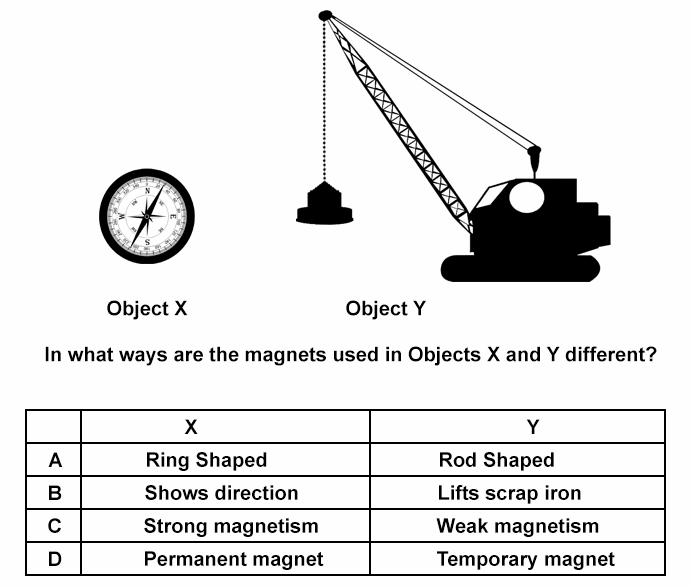 N
E
S
W
Object X Object Y
In what ways are the magnets used in Objects X and Y different?
X Y
A Ring Shaped Rod Shaped
B Shows direction Lifts scrap iron
C Strong magnetism Weak magnetism
D Permanent magnet Temporary magnet